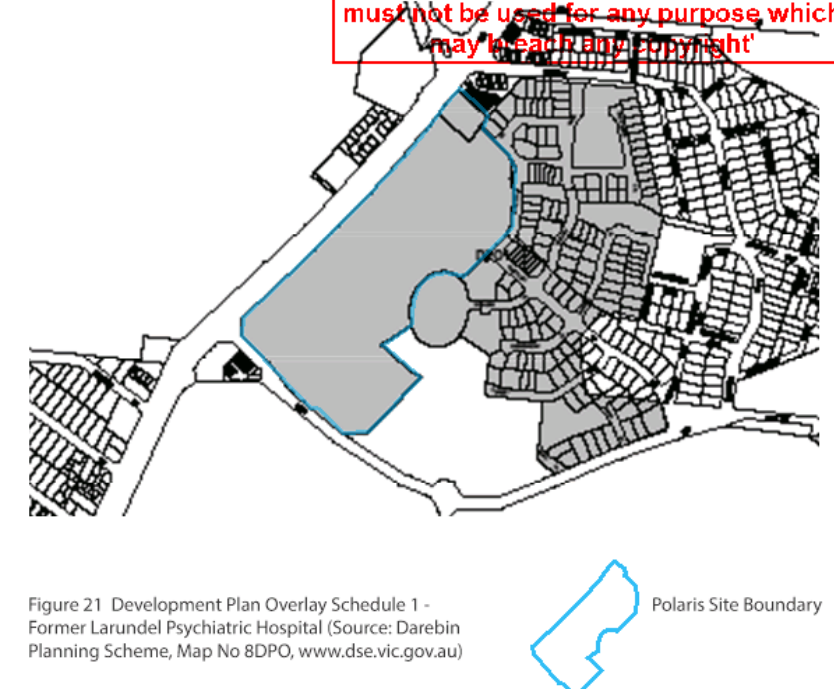 must not be used for any purpose which
may breach any copyright'
Figure 21 Development Plan Overlay Schedule 1 -
Former Larundel Psychiatric Hospital (Source: Darebin
Planning Scheme, Map No 8DPO, www.dse.vic.gov.au)
Polaris Site Boundary